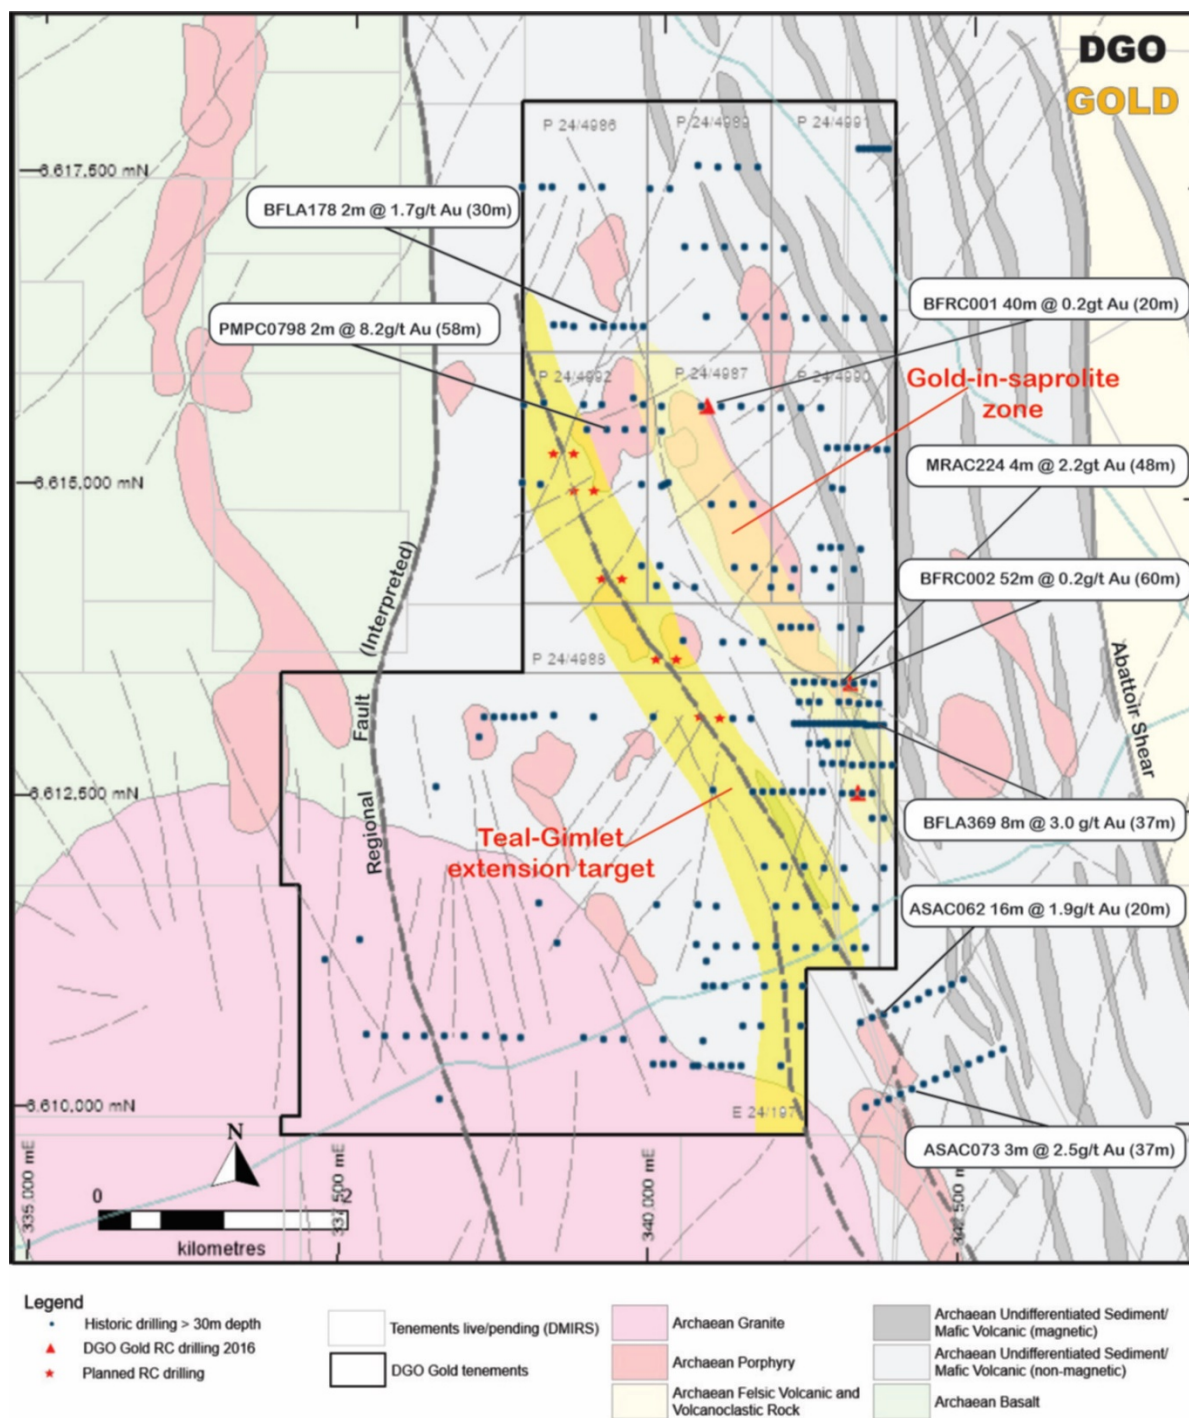 DGO
GOLD
P 24/4986
P 24/4989
P 24/4991
6.617,500 mN
BFLA178 2m @ 1.7g/t Au (30m)
BFRC001 40m @ 0.2gt Au (20m)
PMPC0798 2m @ 8.2g/t Au (58m)
P 24/4992
P 24/4987
P 24/4990
Gold-in-saprolite
zone
MRAC224 4m @ 2.2gt Au (48m)
6.615,000 mN
(Interpreted)
BFRC002 52m @ 0.2g/t Au (60m)
P 24/4988
Abattoir Shear
Fault
6.612,500 mN
Regional
Teal-Gimlet
extension target
BFLA369 8m @ 3.0 g/t Au (37m)
ASAC062 16m @ 1.9g/t Au (20m)
6.610,000 mN
E 24/197
N
ASAC073 3m @ 2.5g/t Au (37m)
0
2
kilometres
335,000 mE
337,500 mE
340,000 mE
342,500 mE
Legend
Historic drilling > 30m depth
DGO Gold RC drilling 2016
Planned RC drilling
Tenements live/pending (DMIRS)
DGO Gold tenements
Archaean Granite
Archaean Porphyry
Archaean Felsic Volcanic and
Volcanoclastic Rock
Archaean Undifferentiated Sediment/
Mafic Volcanic (magnetic)
Archaean Undifferentiated Sediment/
Mafic Volcanic (non-magnetic)
Archaean Basalt